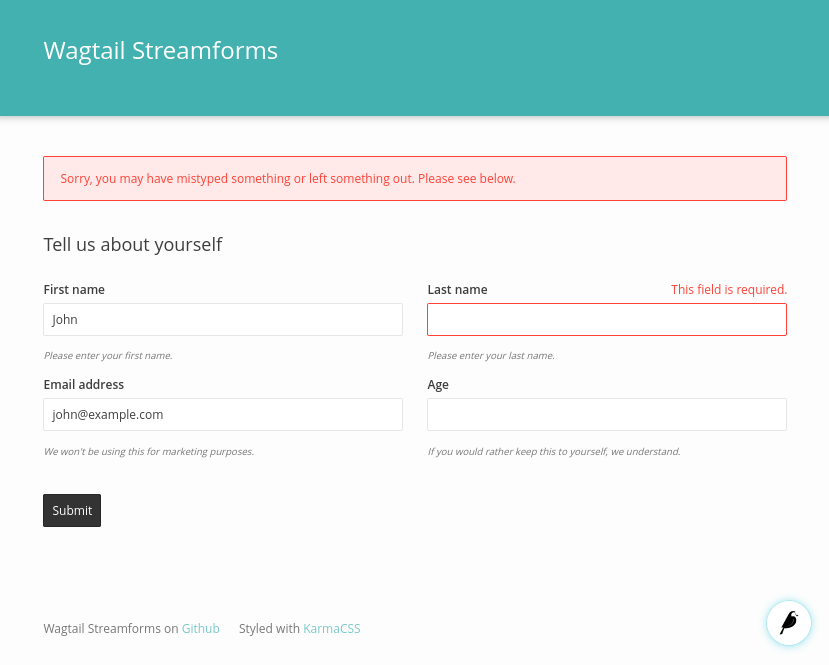 Wagtail Streamforms
Sorry, you may have mistyped something or left something out. Please see below.
Tell us about yourself
First name
John
Please enter your first name.
Last name This field is required.
Please enter your last name.
Email address
john@example.com
We won't be using this for marketing purposes.
Age
If you would rather keep this to yourself, we understand.
Submit
Wagtail Streamforms on Github Styled with KarmaCSS